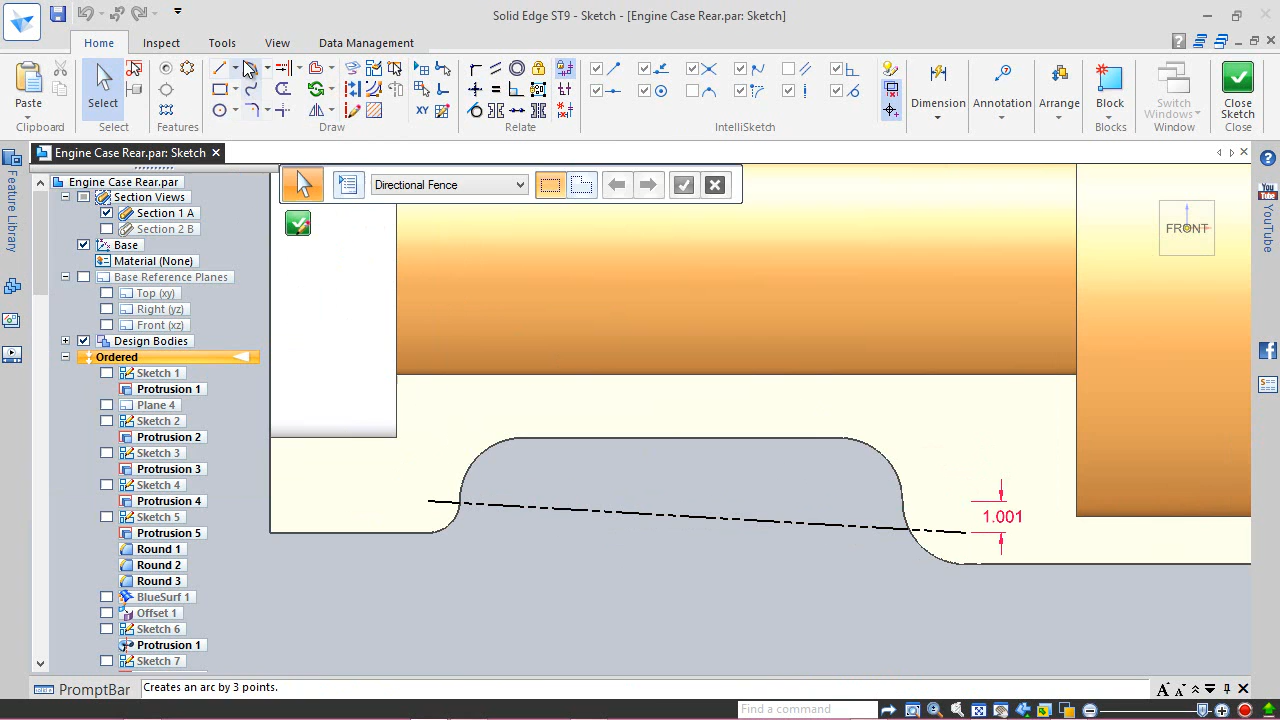 Solid Edge ST9 - Sketch - [Engine Case Rear.par: Sketch]
Home
Inspect
Tools
View
Data Management
Paste
Select
Dimension
Annotation
Arrange
Block
Switch Windows
Close Sketch
Clipboard
Select
Features
Draw
Relate
IntelliSketch
Blocks
Window
Close
Engine Case Rear.par: Sketch
Feature Library
Engine Case Rear.par
Section Views
Section 1 A
Section 2 B
Base
Material (None)
Base Reference Planes
Top (xy)
Right (yz)
Front (xz)
Design Bodies
Ordered
Sketch 1
Protrusion 1
Plane 4
Sketch 2
Protrusion 2
Sketch 3
Protrusion 3
Sketch 4
Protrusion 4
Sketch 5
Protrusion 5
Round 1
Round 2
Round 3
BlueSurf 1
Offset 1
Sketch 6
Protrusion 1
Sketch 7
Directional Fence
FRONT
1.001
You Tube
YouTube
Facebook
PromptBar
Creates an arc by 3 points.
Find a command